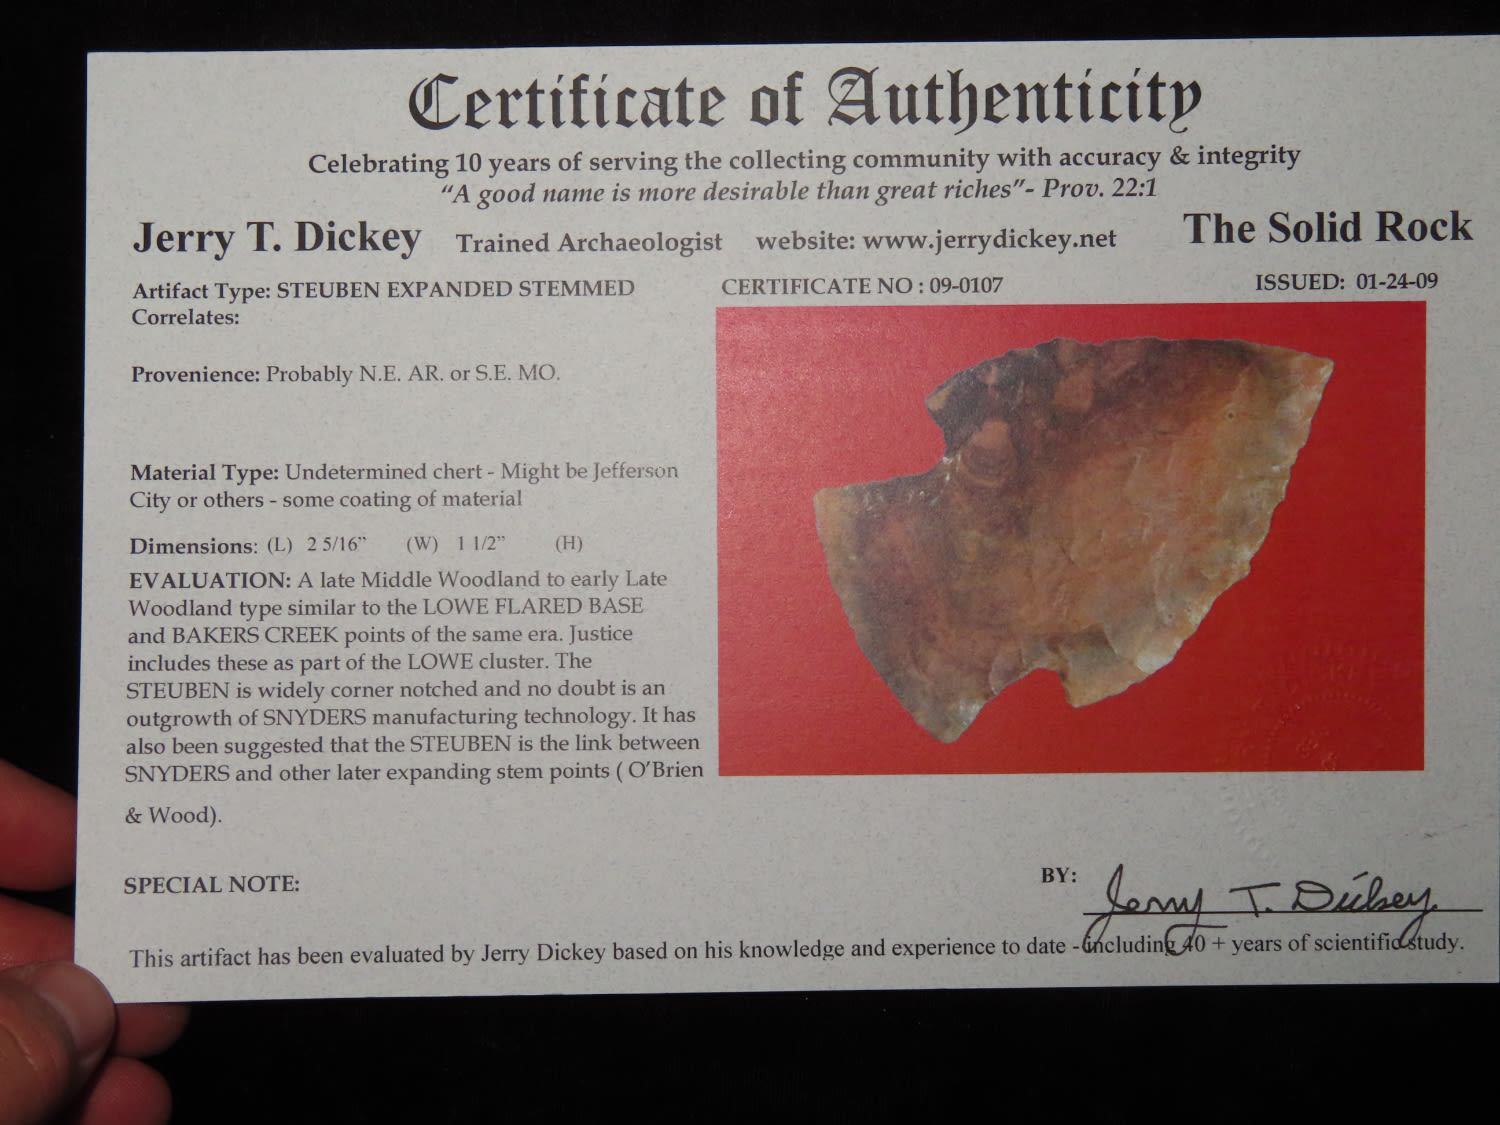 Certificate of Authenticity
Celebrating 10 years of serving the collecting community with accuracy & integrity
“A good name is more desirable than great riches”- Prov. 22:1
Jerry T. Dickey Trained Archaeologist website: www.jerrydickey.net The Solid Rock
Artifact Type: STEUBEN EXPANDED STEMMED CERTIFICATE NO : 09-0107 ISSUED: 01-24-09
Correlates:
Provenience: Probably N.E. AR. or S.E. MO.
Material Type: Undetermined chert - Might be Jefferson
City or others - some coating of material
Dimensions: (L) 2 5/16” (W) 1 1/2” (H)
EVALUATION: A late Middle Woodland to early Late
Woodland type similar to the LOWE FLARED BASE
and BAKERS CREEK points of the same era. Justice
includes these as part of the LOWE cluster. The
STEUBEN is widely corner notched and no doubt is an
outgrowth of SNYDERS manufacturing technology. It has
also been suggested that the STEUBEN is the link between
SNYDERS and other later expanding stem points ( O’Brien
& Wood).
SPECIAL NOTE:
BY: Jerry T. Dickey
This artifact has been evaluated by Jerry Dickey based on his knowledge and experience to date - including 40 + years of scientific study.